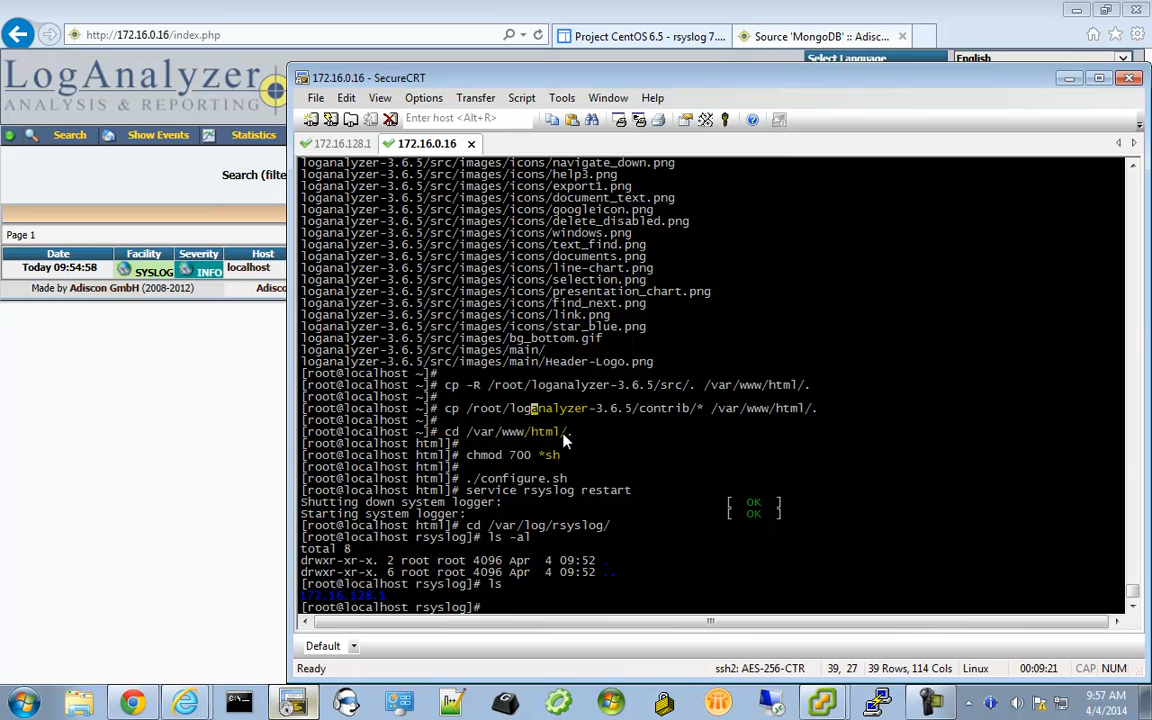 http://172.16.0.16/index.php
Project CentOS 6.5 - rsyslog 7....
Source 'MongoDB' :: Adisc...
Select Language
English
LogAnalyzer
ANALYSIS & REPORTING
Search
Show Events
Statistics
Search (filte
Page 1
Date
Facility
Severity
Host
Today 09:54:58
SYSLOG
INFO
localhost
Made by Adiscon GmbH (2008-2012)
Adisco
172.16.0.16 - SecureCRT
File Edit View Options Transfer Script Tools Window Help
Enter host <Alt+R>
172.16.128.1
172.16.0.16
loganalyzer-3.6.5/src/images/icons/navigate_down.png
loganalyzer-3.6.5/src/images/icons/help3.png
loganalyzer-3.6.5/src/images/icons/export1.png
loganalyzer-3.6.5/src/images/icons/document_text.png
loganalyzer-3.6.5/src/images/icons/googleicon.png
loganalyzer-3.6.5/src/images/icons/delete_disabled.png
loganalyzer-3.6.5/src/images/icons/windows.png
loganalyzer-3.6.5/src/images/icons/text_find.png
loganalyzer-3.6.5/src/images/icons/documents.png
loganalyzer-3.6.5/src/images/icons/line-chart.png
loganalyzer-3.6.5/src/images/icons/selection.png
loganalyzer-3.6.5/src/images/icons/presentation_chart.png
loganalyzer-3.6.5/src/images/icons/find_next.png
loganalyzer-3.6.5/src/images/icons/link.png
loganalyzer-3.6.5/src/images/icons/star_blue.png
loganalyzer-3.6.5/src/images/bg_bottom.gif
loganalyzer-3.6.5/src/images/main/
loganalyzer-3.6.5/src/images/main/Header-Logo.png
[root@localhost ~]#
[root@localhost ~]# cp -R /root/loganalyzer-3.6.5/src/. /var/www/html/.
[root@localhost ~]#
[root@localhost ~]# cp /root/loganalyzer-3.6.5/contrib/* /var/www/html/.
[root@localhost ~]#
[root@localhost ~]# cd /var/www/html/.
[root@localhost html]#
[root@localhost html]# chmod 700 *sh
[root@localhost html]#
[root@localhost html]# ./configure.sh
[root@localhost html]# service rsyslog restart
Shutting down system logger: [ OK ]
Starting system logger: [ OK ]
[root@localhost html]# cd /var/log/rsyslog/
[root@localhost rsyslog]# ls -al
total 8
drwxr-xr-x. 2 root root 4096 Apr 4 09:52 .
drwxr-xr-x. 6 root root 4096 Apr 4 09:52 ..
[root@localhost rsyslog]# ls
172.16.128.1
[root@localhost rsyslog]#
Default
Ready
ssh2: AES-256-CTR
39, 27
39 Rows, 114 Cols
Linux
00:09:21
CAP NUM
9:57 AM
4/4/2014